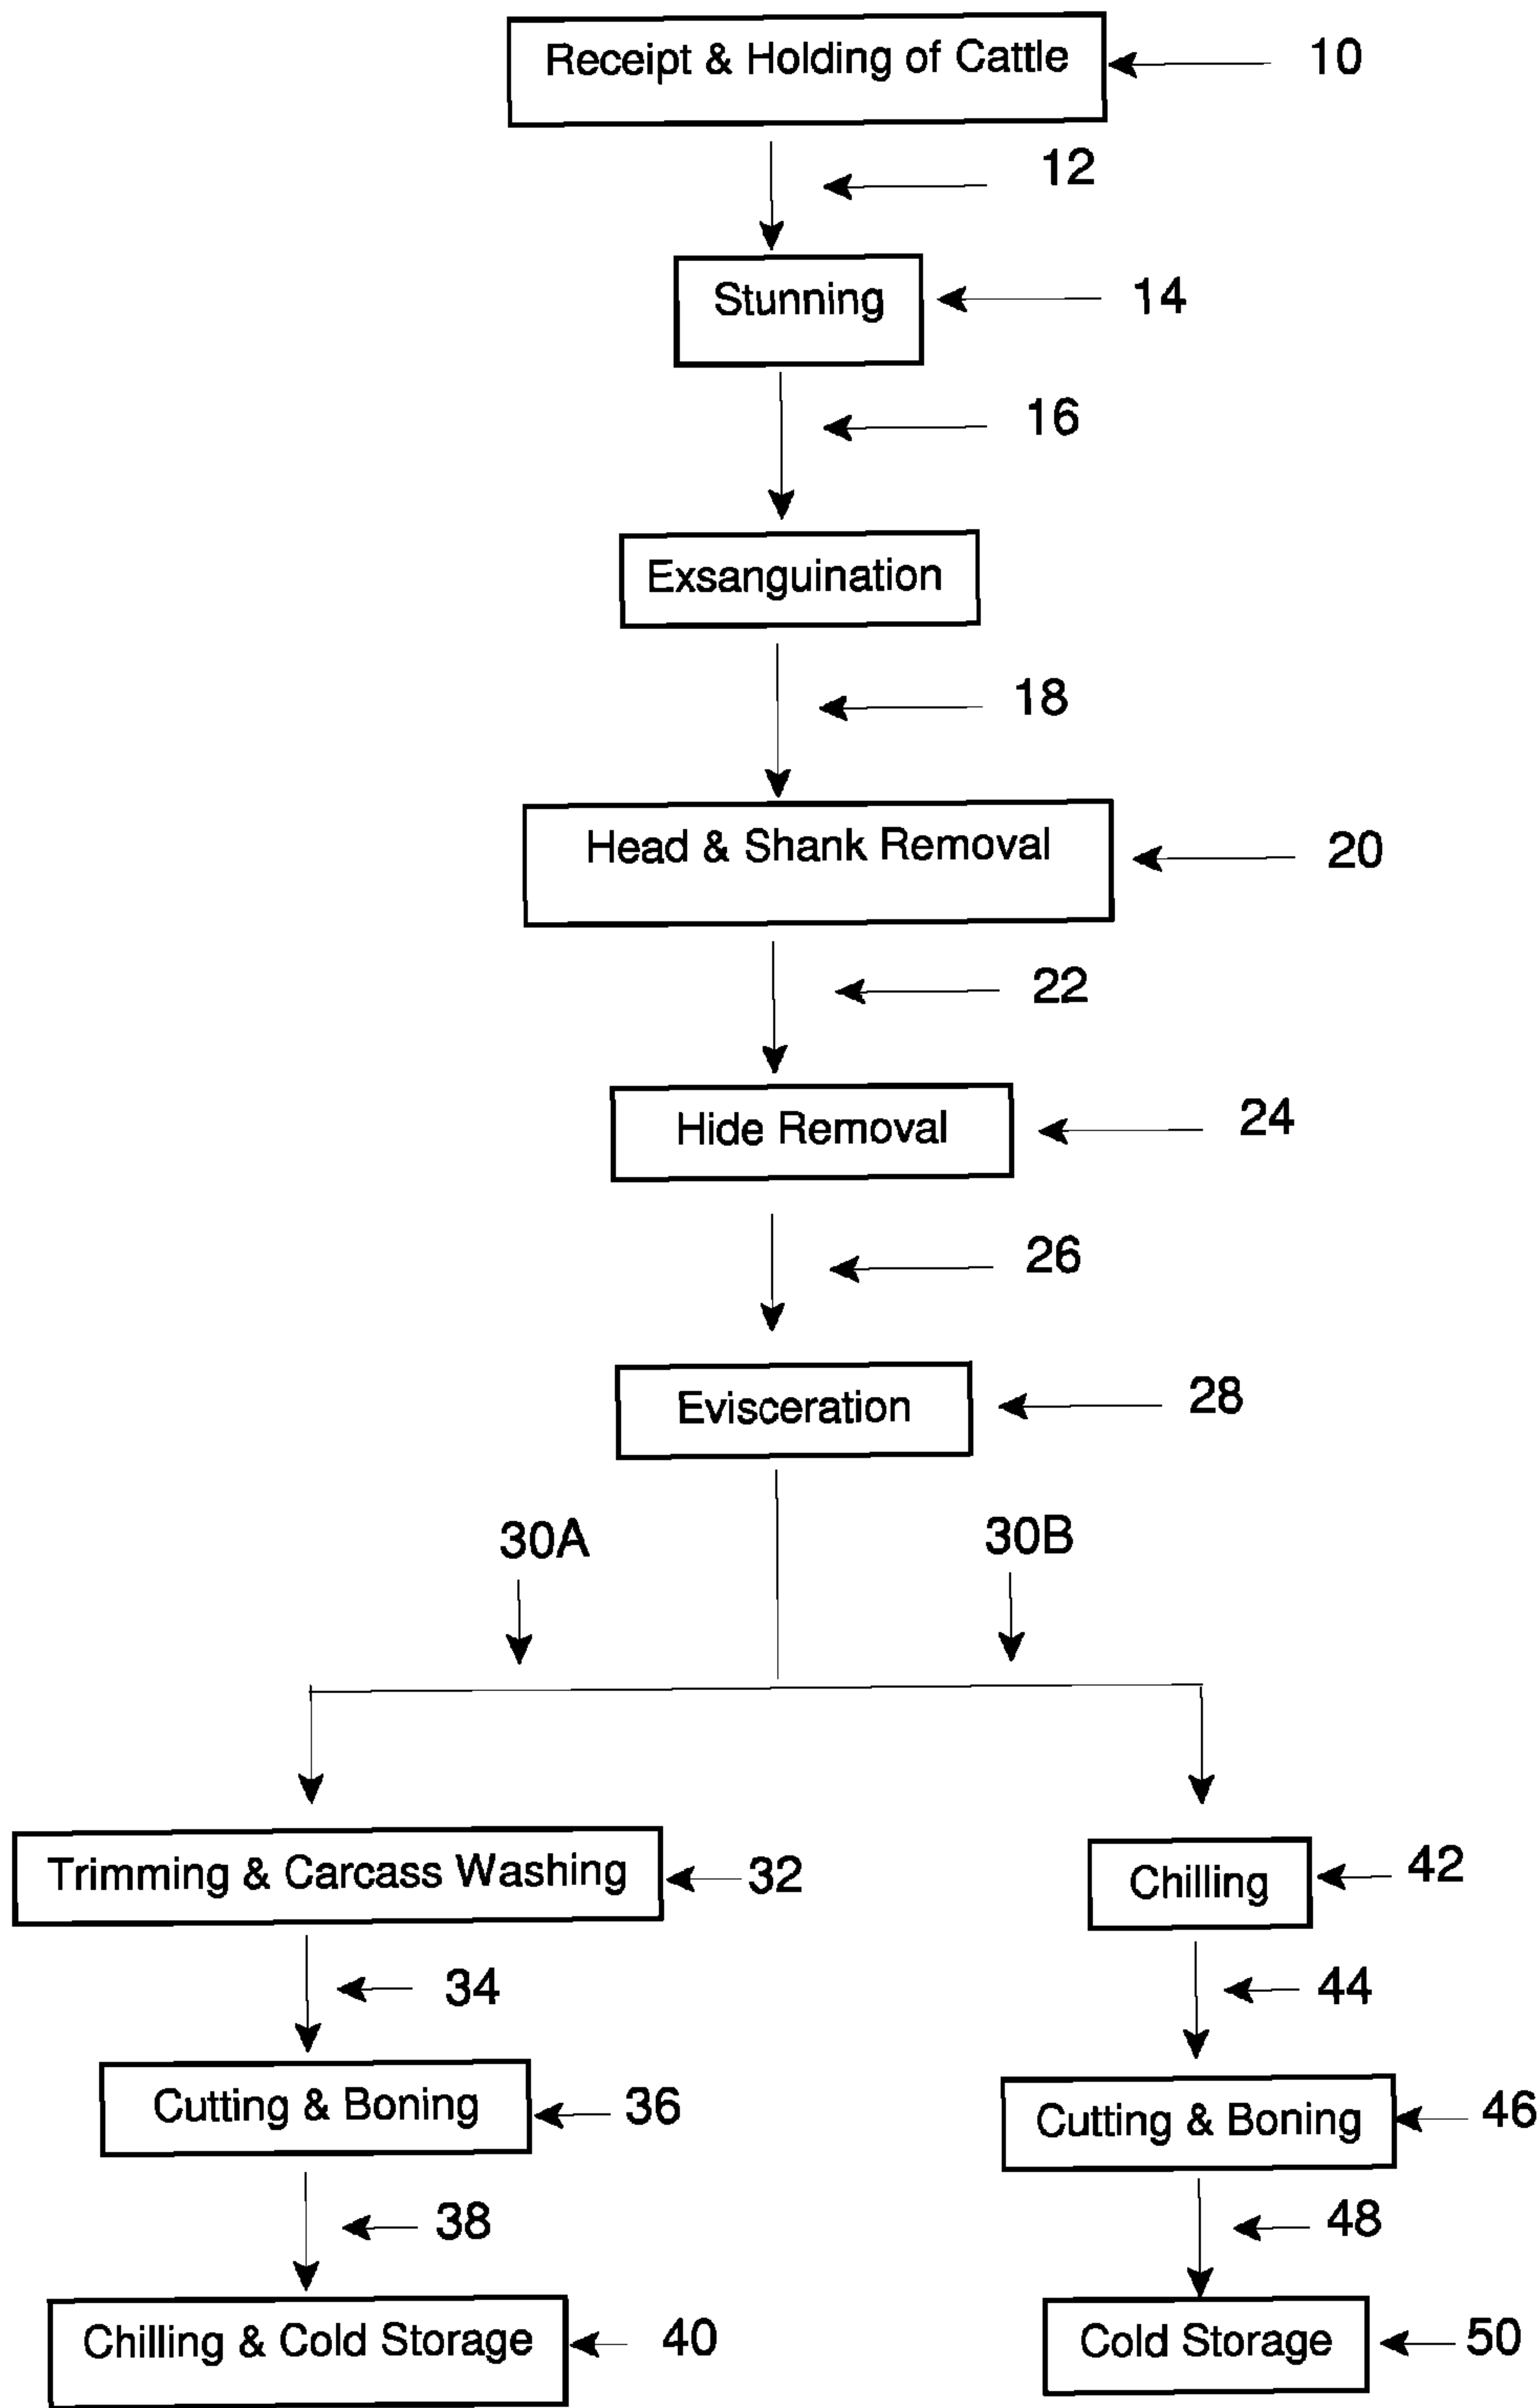 Receipt & Holding of Cattle
10
12
Stunning
14
16
Exsanguination
18
Head & Shank Removal
20
22
Hide Removal
24
26
Evisceration
28
30A
30B
Trimming & Carcass Washing
32
Chilling
42
34
44
Cutting & Boning
36
Cutting & Boning
46
38
48
Chilling & Cold Storage
40
Cold Storage
50